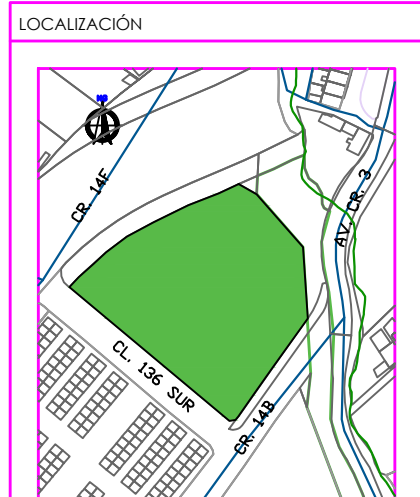 LOCALIZACIÓN
CR. 14F
AV. CR. 3
CL. 136 SUR
CR. 14B